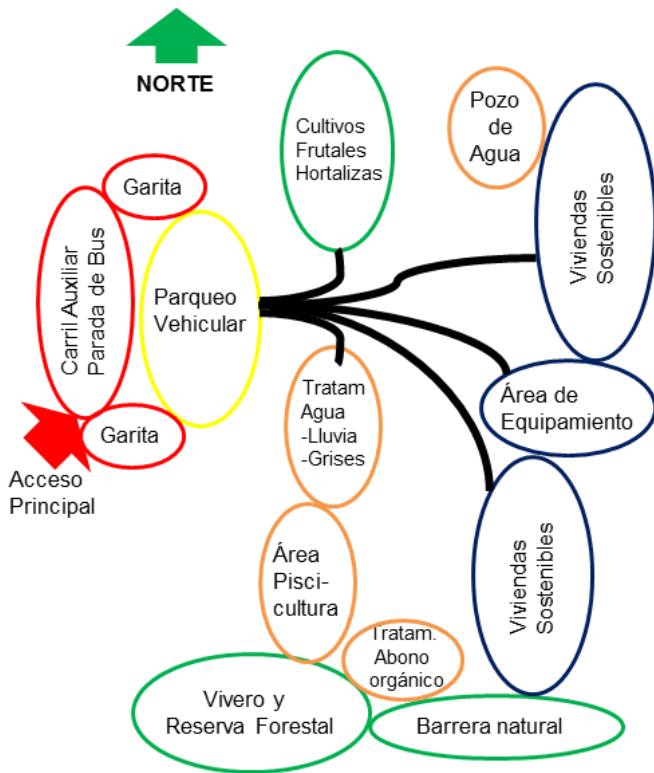 NORTE
Cultivos
Frutales
Hortalizas
Pozo
de
Agua
Garita
Carril Auxiliar
Parada de Bus
Parqueo
Vehicular
Viviendas
Sostenibles
Tratam
Agua
-Lluvia
-Grises
Área de
Equipamiento
Garita
Acceso
Principal
Área
Pisci-
cultura
Viviendas
Sostenibles
Tratam.
Abono
orgánico
Vivero y
Reserva Forestal
Barrera natural